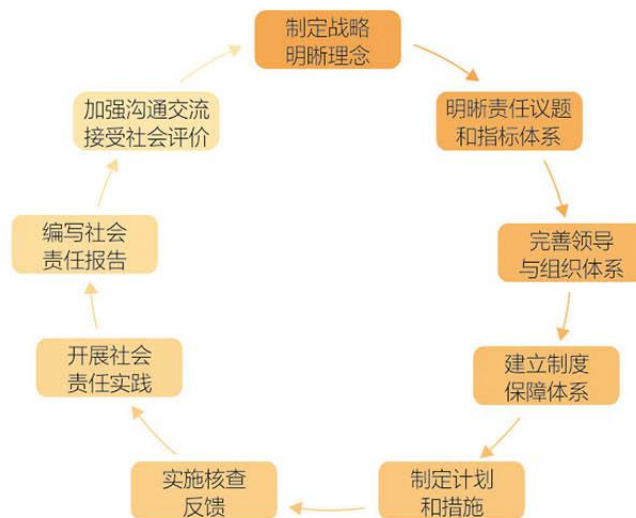 制定战略
明晰理念
明晰责任议题
和指标体系
完善领导
与组织体系
建立制度
保障体系
制定计划
和措施
实施核查
反馈
开展社会
责任实践
编写社会
责任报告
加强沟通交流
接受社会评价